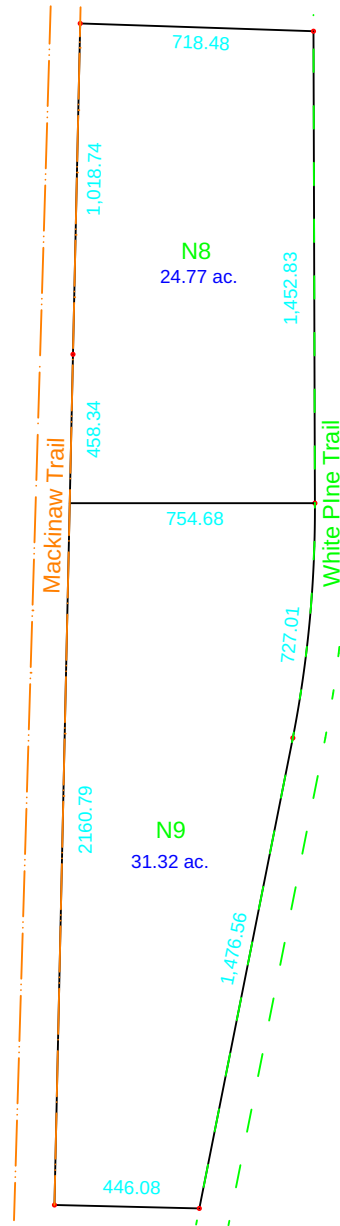 718.48
1,018.74
N8
24.77 ac.
1,452.83
458.34
Mackinaw Trail
754.68
White PIne Trail
727.01
2160.79
N9
31.32 ac.
1,476.56
446.08